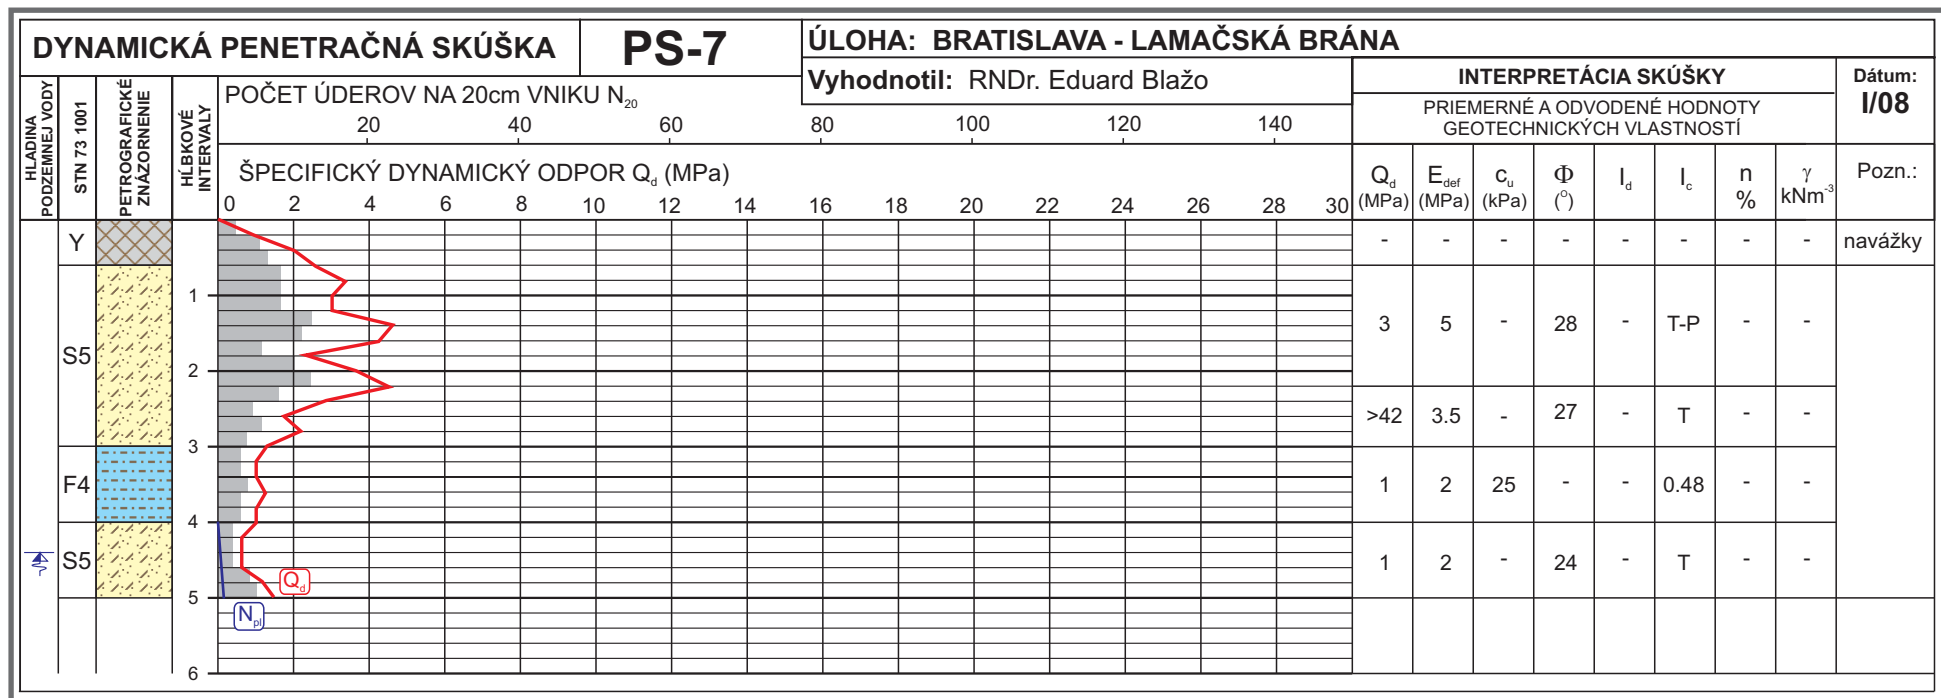 DYNAMICKÁ PENETRAČNÁ SKÚŠKA
PS-7
ÚLOHA: BRATISLAVA - LAMAČSKÁ BRÁNA
Vyhodnotil: RNDr. Eduard Blažo
INTERPRETÁCIA SKÚŠKY
PRIEMERNÉ A ODVODENÉ HODNOTY
GEOTECHNICKÝCH VLASTNOSTÍ
Dátum:
I/08
HLADINA
PODZEMNEJ VODY
STN 73 1001
PETROGRAFICKÉ
ZNÁZORNENIE
HĹBKOVÉ
INTERVALY
POČET ÚDEROV NA 20cm VNIKU N20
20 40 60 80 100 120 140
ŠPECIFICKÝ DYNAMICKÝ ODPOR Qd (MPa)
0 2 4 6 8 10 12 14 16 18 20 22 24 26 28 30
Qd (MPa)
Edef (MPa)
cu (kPa)
Φ (°)
Id
Ic
n %
γ kNm-3
Pozn.:
Y
- - - - - - - - navážky
1
S5
3 5 - 28 - T-P - -
2
>42 3.5 - 27 - T - -
3
F4
1 2 25 - - 0.48 - -
4
S5
1 2 - 24 - T - -
Qd
5
Npl
6